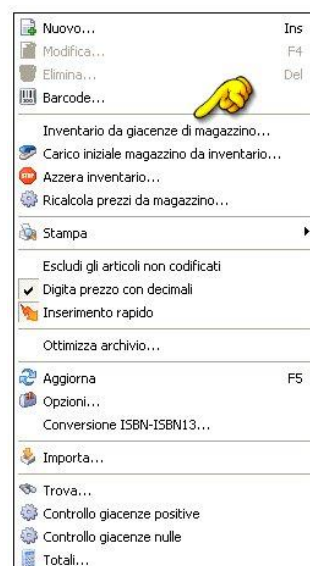 Nuovo... Ins
Modifica... F4
Elimina... Del
Barcode...
Inventario da giacenze di magazzino...
Carico iniziale magazzino da inventario...
STOP Azzera inventario...
Ricalcola prezzi da magazzino...
Stampa
Escludi gli articoli non codificati
Digita prezzo con decimali
Inserimento rapido
Ottimizza archivio...
Aggiorna F5
Opzioni...
Conversione ISBN-ISBN13...
Importa...
Trova...
Controllo giacenze positive
Controllo giacenze nulle
Totali...